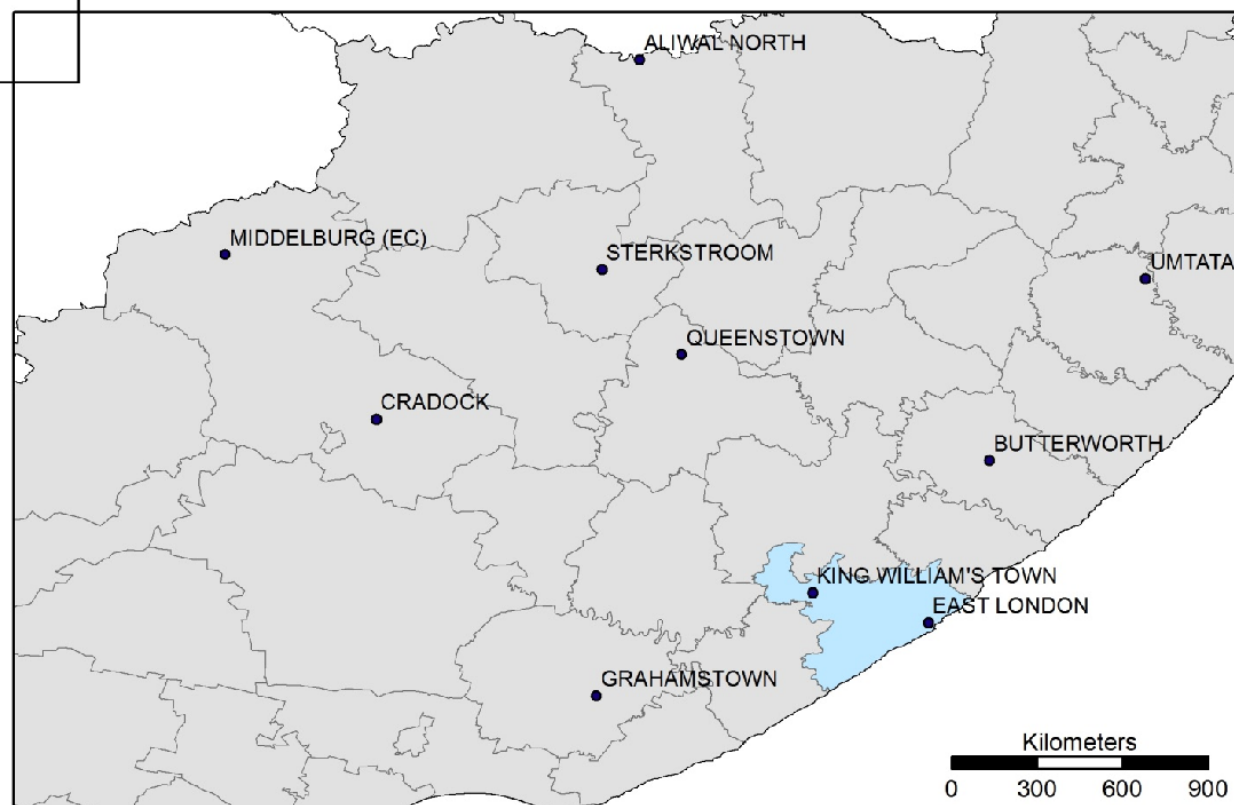 ALIWAL NORTH
MIDDELBURG (EC)
STERKSTROOM
UMTATA
QUEENSTOWN
CRADOCK
BUTTERWORTH
KING WILLIAM'S TOWN
EAST LONDON
GRAHAMSTOWN
Kilometers
0 300 600 900